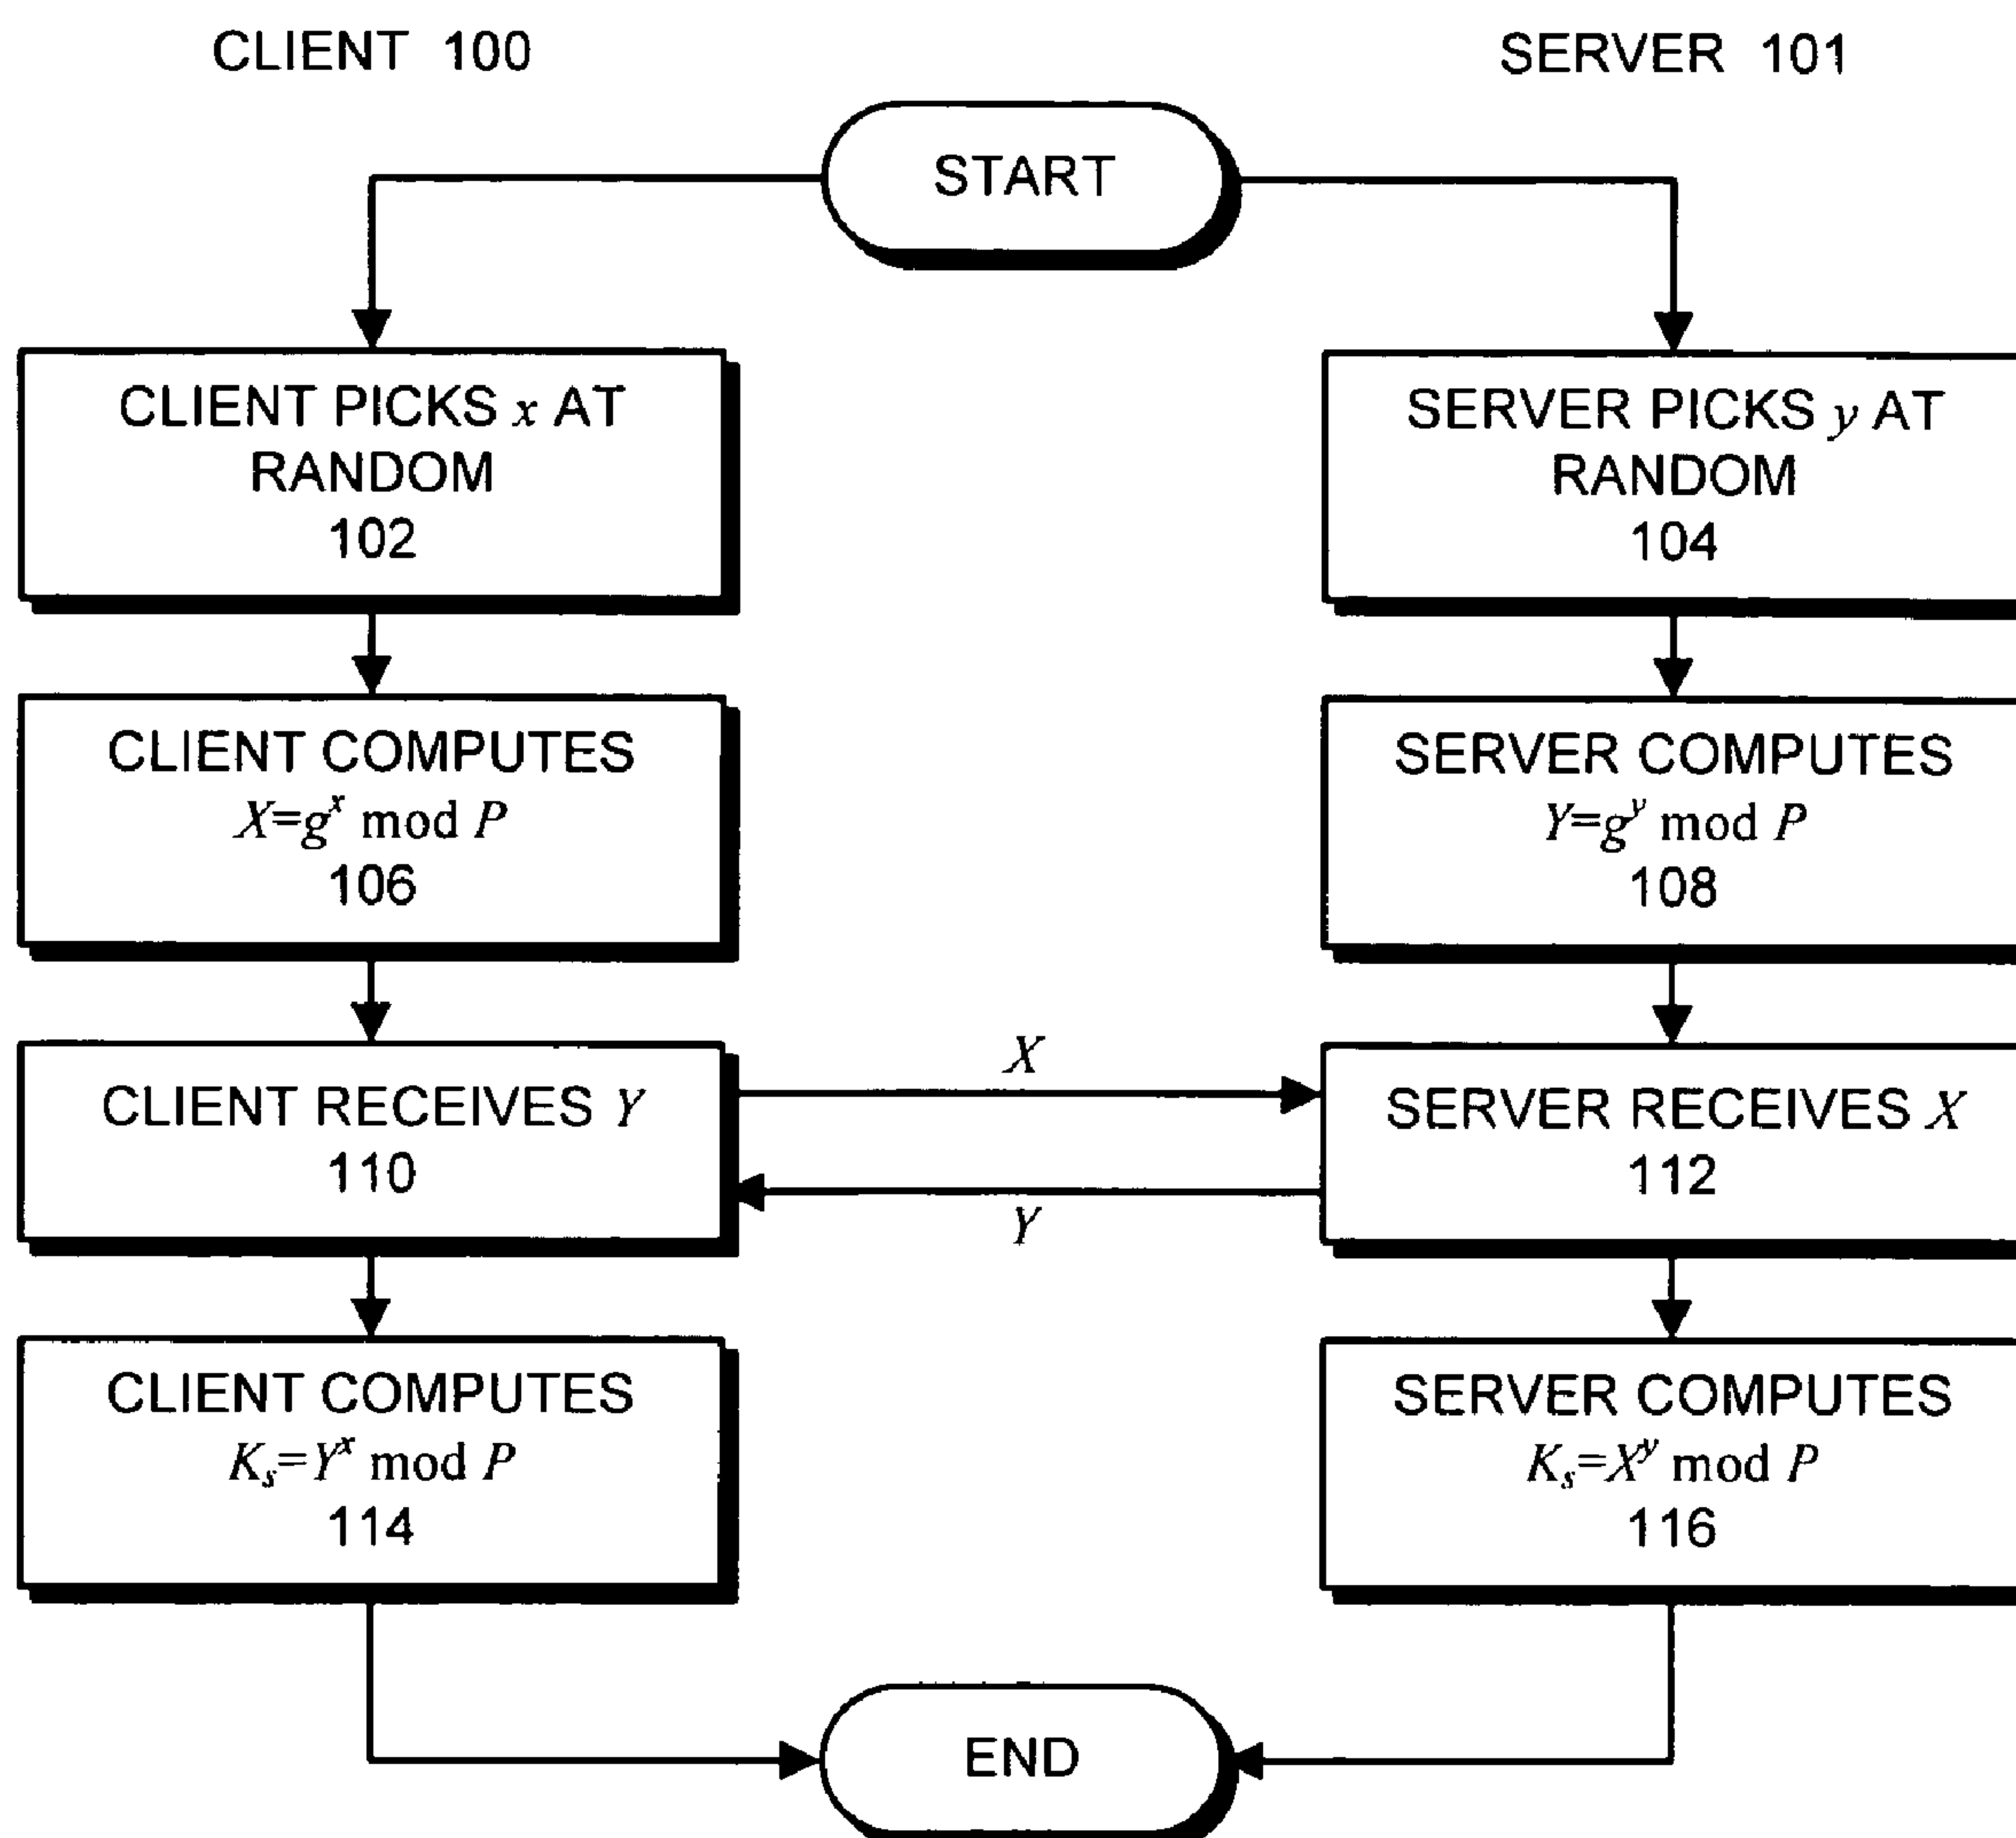 CLIENT 100
SERVER 101
START
CLIENT PICKS x AT
RANDOM
102
SERVER PICKS y AT
RANDOM
104
CLIENT COMPUTES
X=g^x mod P
106
SERVER COMPUTES
Y=g^y mod P
108
CLIENT RECEIVES Y
110
X
Y
SERVER RECEIVES X
112
CLIENT COMPUTES
K_s=Y^x mod P
114
SERVER COMPUTES
K_s=X^y mod P
116
END